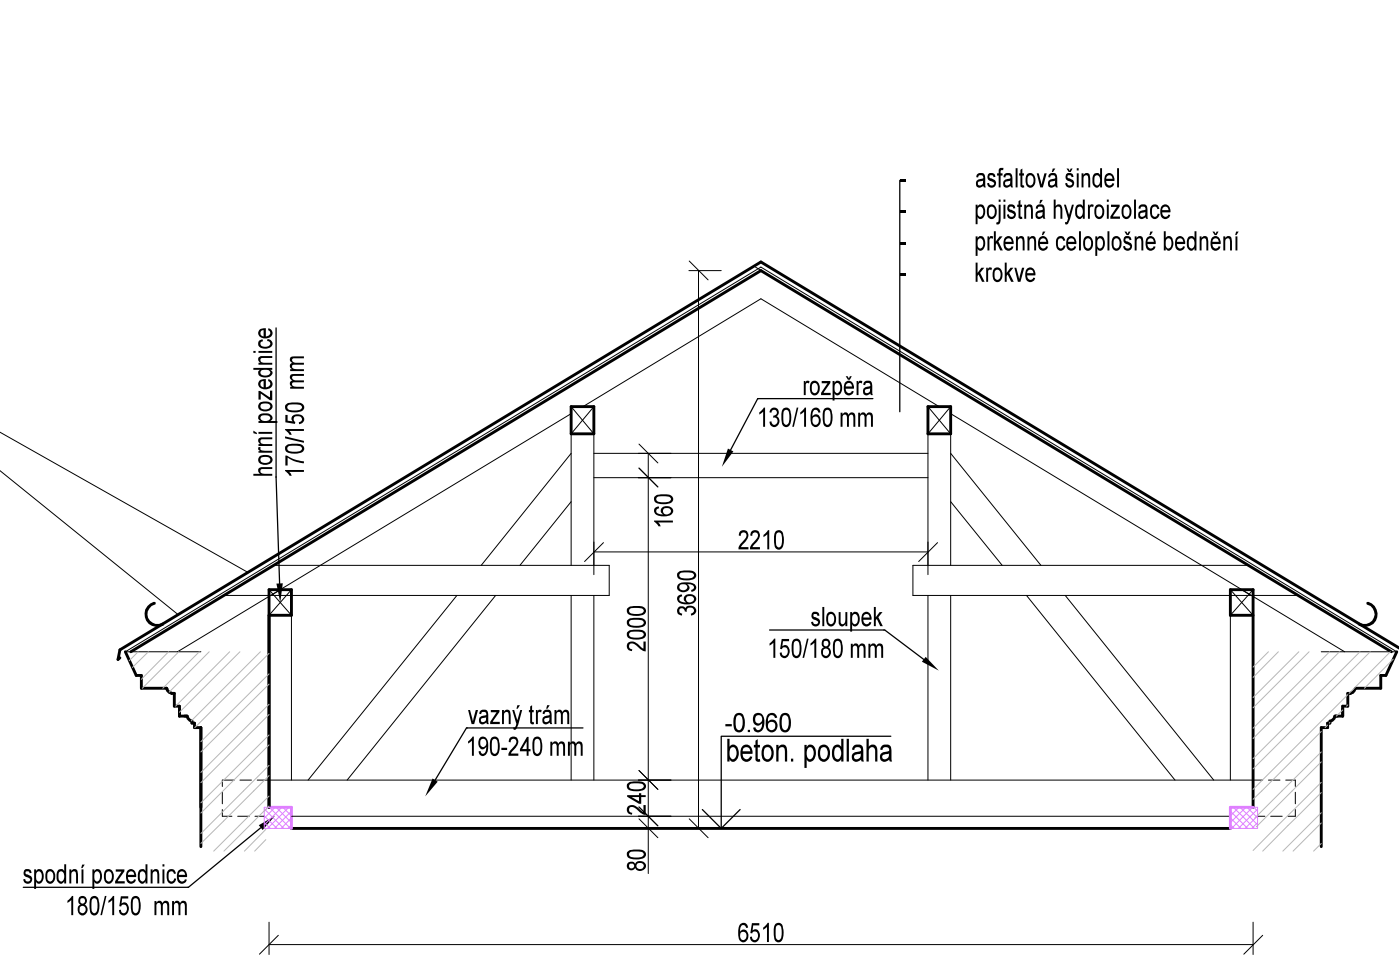 asfaltová šindel
pojistná hydroizolace
prkenné celoplošné bednění
krokve
horní pozednice
170/150 mm
rozpěra
130/160 mm
160
2210
3690
2000
sloupek
150/180 mm
vazný trám
190-240 mm
-0.960
beton. podlaha
240
80
spodní pozednice
180/150 mm
6510